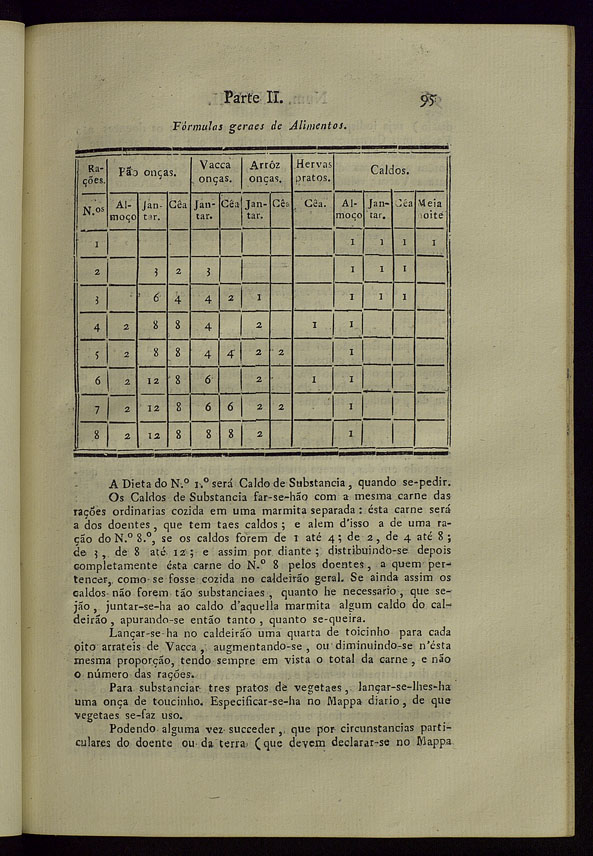 Parte II. 95
Fórmulas geraes de Alimentos.
Rações. Pão onças. Vacca onças. Arrôz onças. Hervas pratos. Caldos.
N.os Almoço Jantar. Cêa Jantar. Cêa Jantar. Cêa Cêa. Almoço Jantar. Cêa Meia noite
1 1 1 1 1
2 3 2 3 1 1 1
3 6 4 4 2 1 1 1 1
4 2 8 8 4 2 1 1
5 2 8 8 4 4 2 2 1
6 2 12 8 6 2 1 1
7 2 12 8 6 6 2 2 1
8 2 12 8 8 8 2 1
A Dieta do N.º 1.º será Caldo de Substancia, quando se-pedir.
Os Caldos de Substancia far-se-hão com a mesma carne das
rações ordinarias cozida em uma marmita separada: ésta carne será
a dos doentes, que tem taes caldos; e alem d'isso a de uma ra-
ção do N.º 8.º, se os caldos forem de 1 até 4; de 2, de 4 até 8;
de 3, de 8 até 12; e assim por diante; distribuindo-se depois
completamente ésta carne do N.º 8 pelos doentes, a quem per-
tencer, como-se fosse cozida no caldeirão geral. Se ainda assim os
caldos não forem tão substanciaes, quanto he necessario, que se-
jão, juntar-se-ha ao caldo d'aquella marmita algum caldo do cal-
deirão, apurando-se então tanto, quanto se-queira.
Lançar-se-ha no caldeirão uma quarta de toicinho para cada
oito arrateis de Vacca, augmentando-se, ou diminuindo-se n'ésta
mesma proporção, tendo sempre em vista o total da carne, e não
o número das rações.
Para substanciar tres pratos de vegetaes, lançar-se-lhes-ha
uma onça de toucinho. Especificar-se-ha no Mappa diario, de que
vegetaes se-faz uso.
Podendo alguma vez succeder, que por circunstancias parti-
culares do doente ou da terra (que devem declarar-se no Mappa